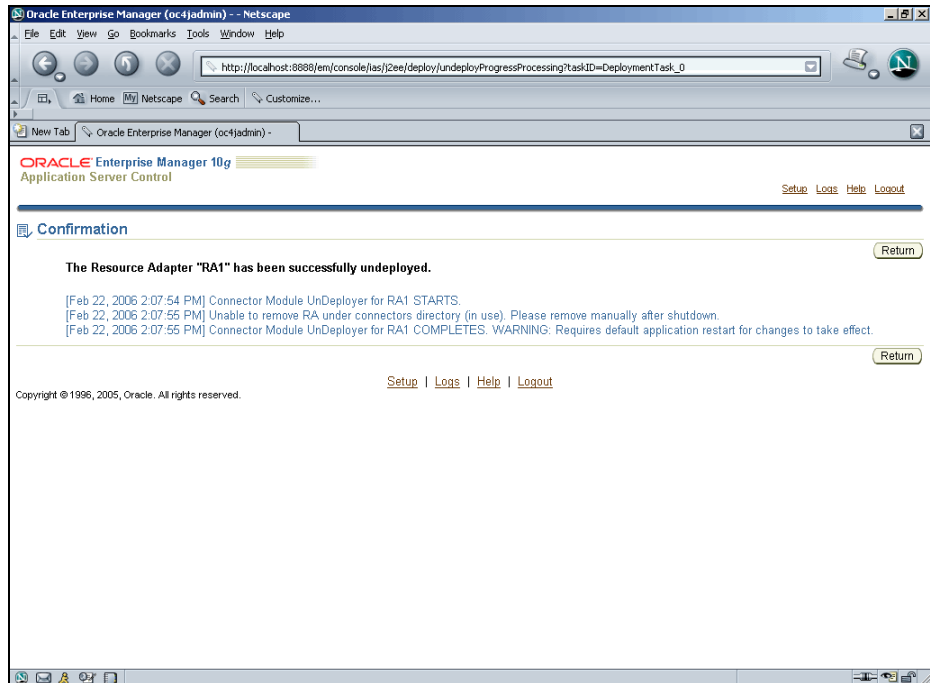 Oracle Enterprise Manager (oc4jadmin) - - Netscape
File Edit View Go Bookmarks Tools Window Help
http://localhost:8888/em/console/ias/j2ee/deploy/undeployProgressProcessing?taskID=DeploymentTask_0
N
Home My Netscape Search Customize...
New Tab Oracle Enterprise Manager (oc4jadmin) -
ORACLE Enterprise Manager 10g
Application Server Control
Setup Logs Help Logout
Confirmation
Return
The Resource Adapter "RA1" has been successfully undeployed.
[Feb 22, 2006 2:07:54 PM] Connector Module UnDeployer for RA1 STARTS.
[Feb 22, 2006 2:07:55 PM] Unable to remove RA under connectors directory (in use). Please remove manually after shutdown.
[Feb 22, 2006 2:07:55 PM] Connector Module UnDeployer for RA1 COMPLETES. WARNING: Requires default application restart for changes to take effect.
Return
Setup | Logs | Help | Logout
Copyright © 1996, 2005, Oracle. All rights reserved.